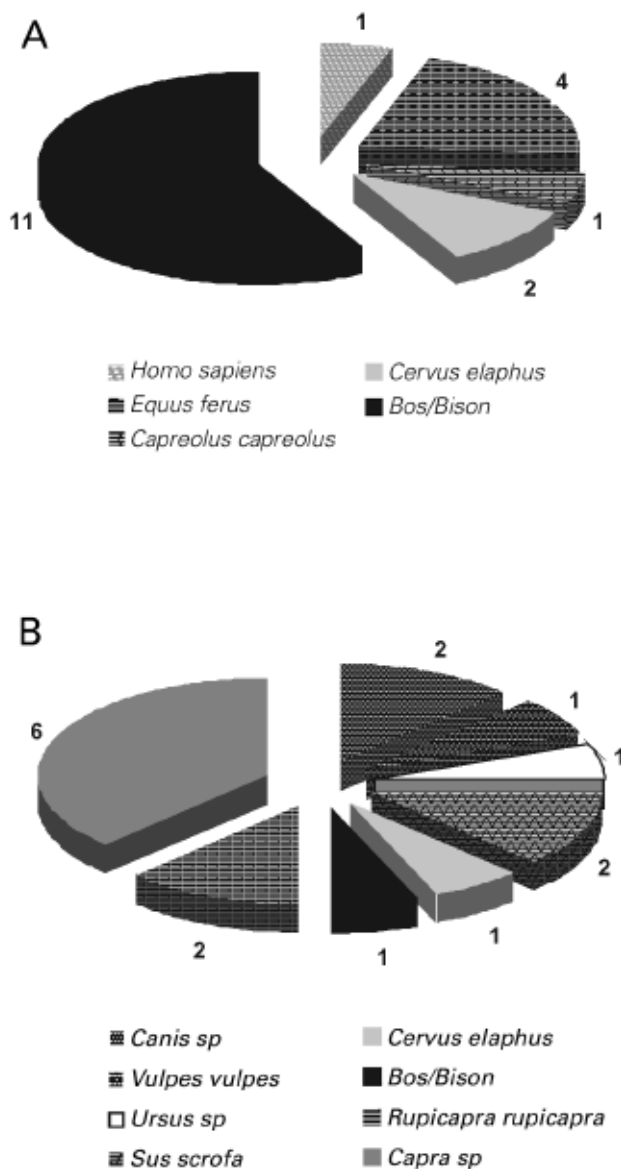 A
1
4
11
1
2
Homo sapiens Cervus elaphus
Equus ferus Bos/Bison
Capreolus capreolus
B
2
1
6
1
2
1
2
1
Canis sp Cervus elaphus
Vulpes vulpes Bos/Bison
Ursus sp Rupicapra rupicapra
Sus scrofa Capra sp